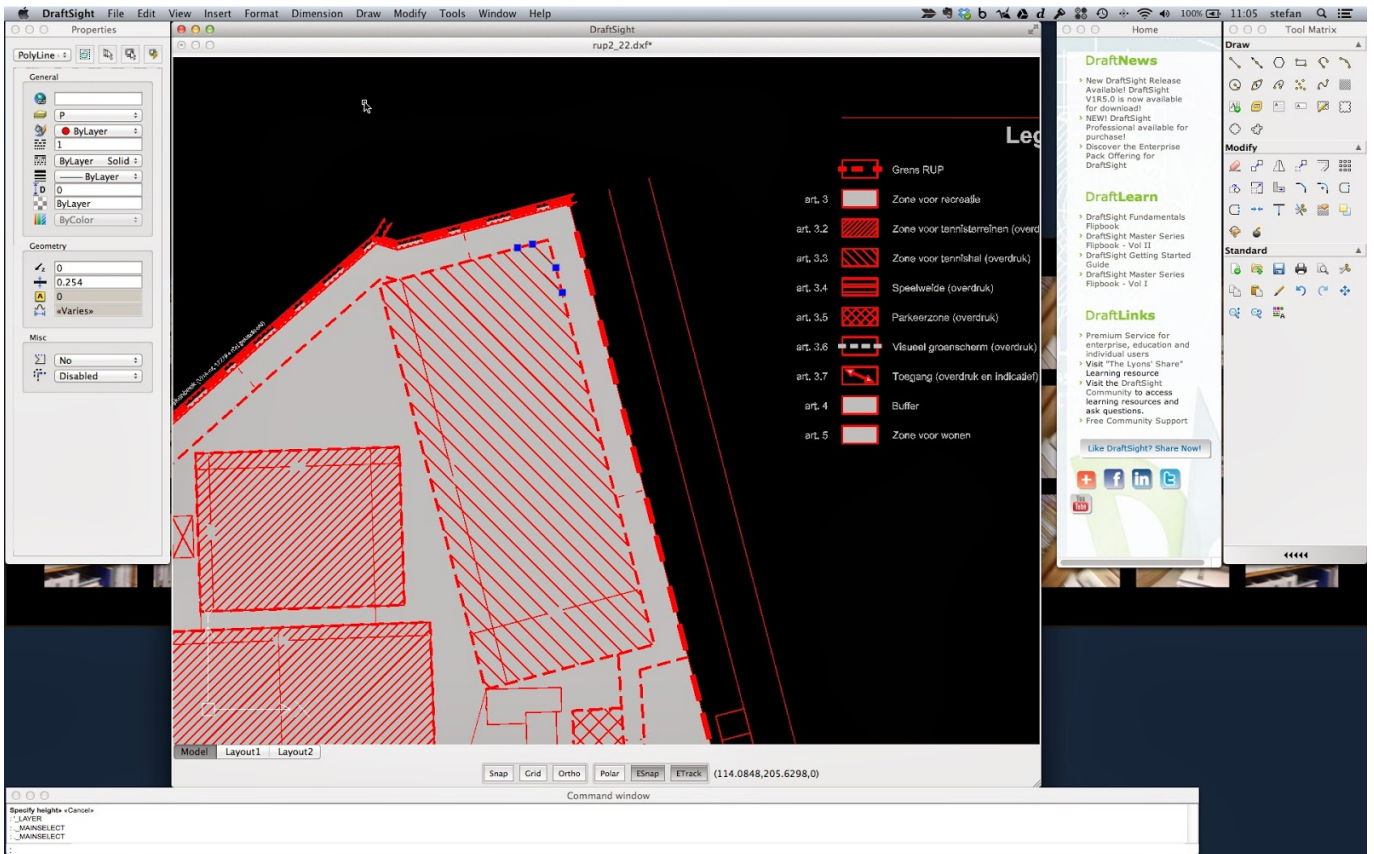 DraftSight File Edit View Insert Format Dimension Draw Modify Tools Window Help
100% 11:05 stefan
Properties
DraftSight
Home
Tool Matrix
rup2_22.dxf*
PolyLine
General
P
ByLayer
1
ByLayer Solid
ByLayer
0
ByLayer
ByColor
Geometry
0
0.254
0
«Varies»
Misc
No
Disabled
Leg
Grens RUP
art. 3 Zone voor recreatie
art. 3.2 Zone voor tennisterreinen (overd
art. 3.3 Zone voor tennishal (overdruk)
art. 3.4 Speelweide (overdruk)
art. 3.5 Parkeerzone (overdruk)
art. 3.6 Visueel groenscherm (overdruk)
art. 3.7 Toegang (overdruk en indicatief)
art. 4 Buffer
art. 5 Zone voor wonen
Model Layout1 Layout2
Snap Grid Ortho Polar ESnap ETrack (114.0848,205.6298,0)
DraftNews
New DraftSight Release
Available! DraftSight
V1R5.0 is now available
for download!
NEW! DraftSight
Professional available for
purchase!
Discover the Enterprise
Pack Offering for
DraftSight
DraftLearn
DraftSight Fundamentals
Flipbook
DraftSight Master Series
Flipbook - Vol II
DraftSight Getting Started
Guide
DraftSight Master Series
Flipbook - Vol I
DraftLinks
Premium Service for
enterprise, education and
individual users
Visit "The Lyons' Share"
Learning resource
Visit the DraftSight
Community to access
learning resources and
ask questions.
Free Community Support
Like DraftSight? Share Now!
You
Tube
Draw
Modify
Standard
Command window
Specify height» «Cancel»
:'_LAYER
: _MAINSELECT
: _MAINSELECT
: